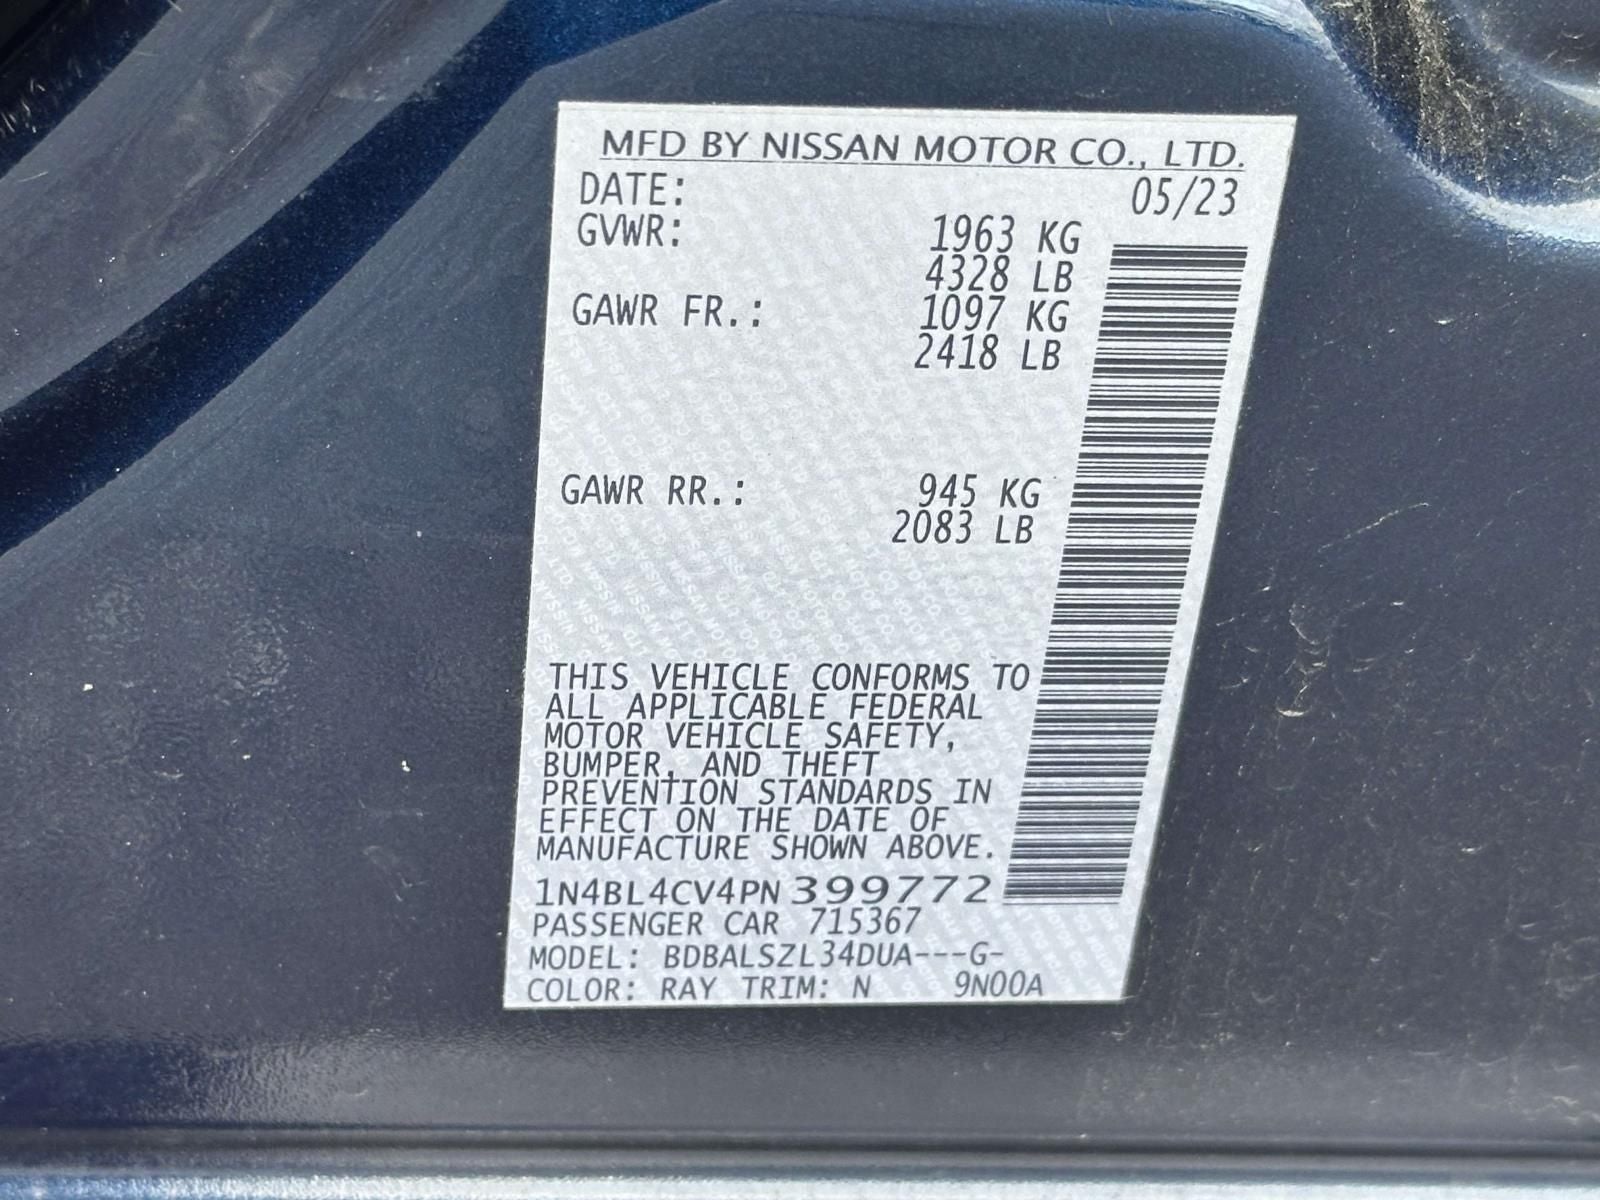 MFD BY NISSAN MOTOR CO., LTD.
DATE: 05/23
GVWR: 1963 KG
4328 LB
GAWR FR.: 1097 KG
2418 LB
GAWR RR.: 945 KG
2083 LB
THIS VEHICLE CONFORMS TO
ALL APPLICABLE FEDERAL
MOTOR VEHICLE SAFETY,
BUMPER, AND THEFT
PREVENTION STANDARDS IN
EFFECT ON THE DATE OF
MANUFACTURE SHOWN ABOVE.
1N4BL4CV4PN399772
PASSENGER CAR 715367
MODEL: BDBALSZL34DUA---G-
COLOR: RAY TRIM: N 9N00A